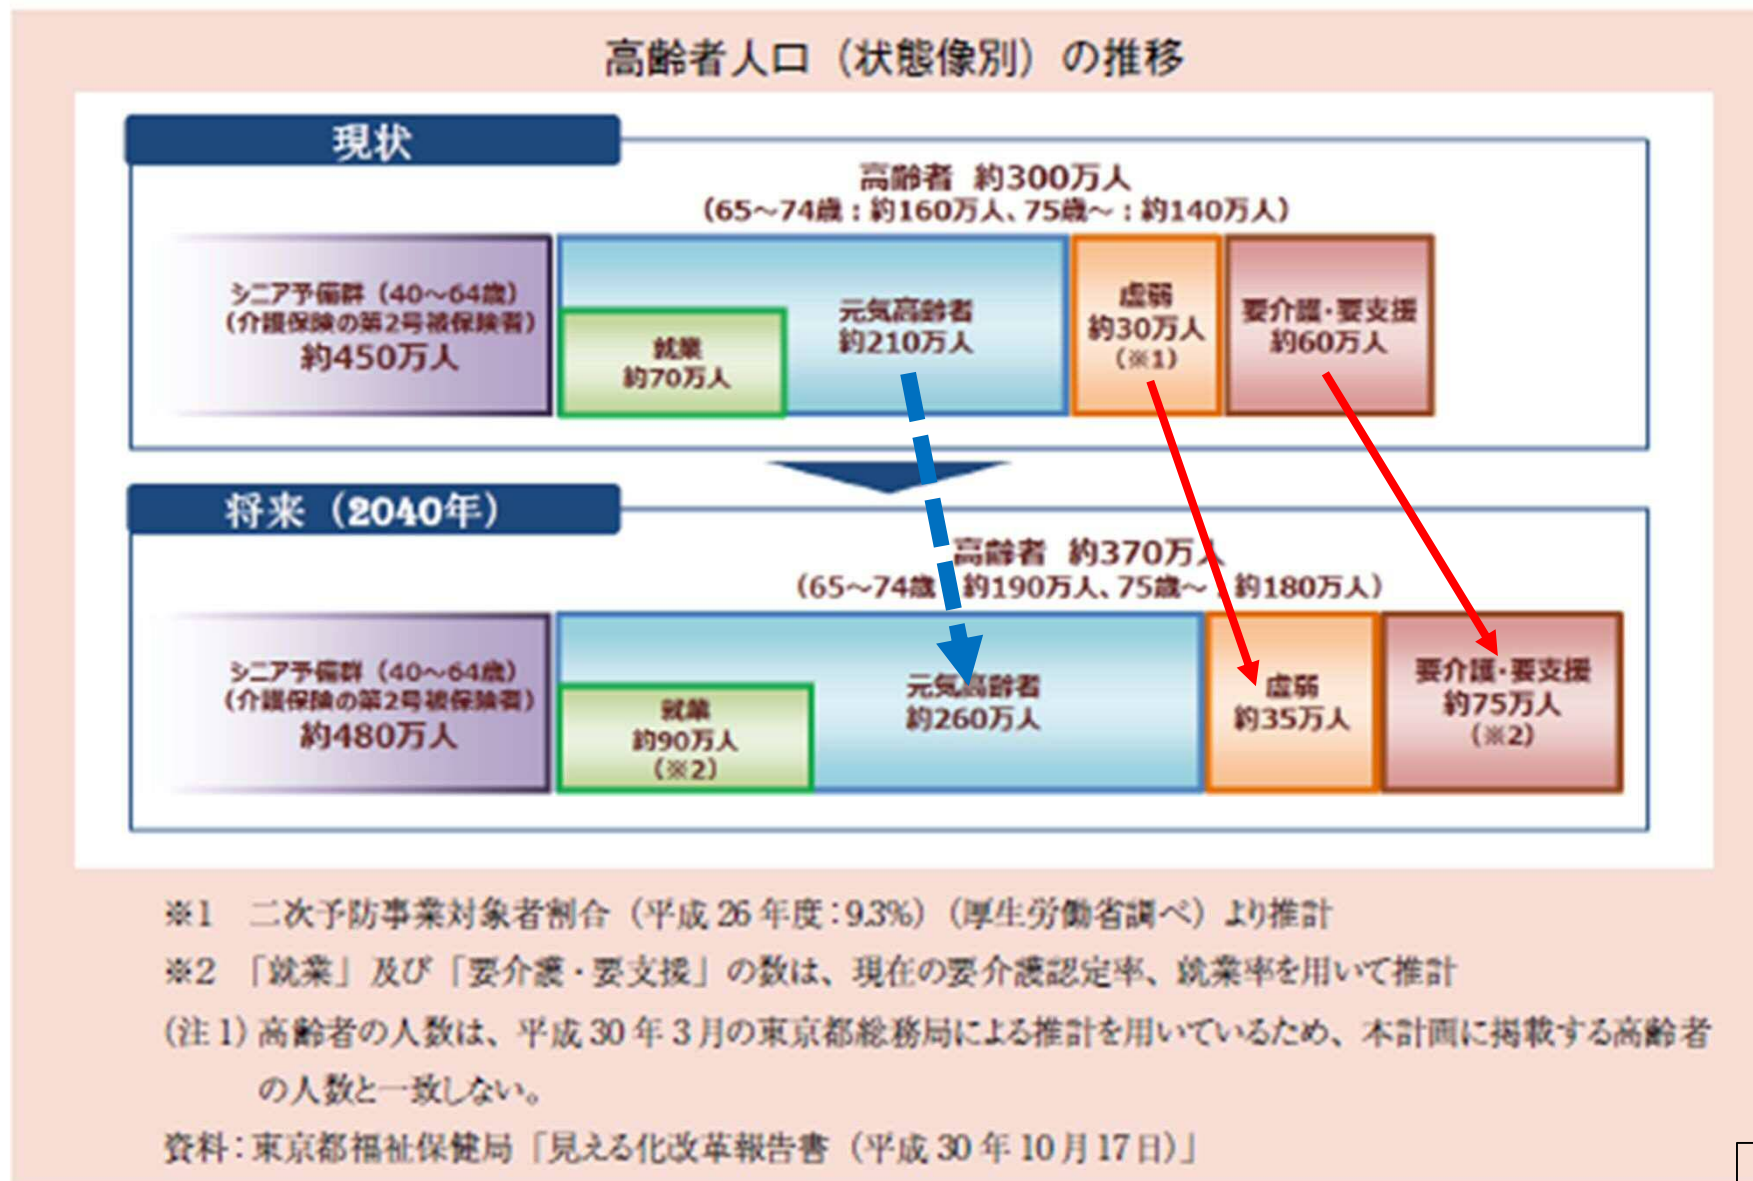 高齢者人口（状態像別）の推移
現状
高齢者 約300万人
（65～74歳：約160万人、75歳～：約140万人）
シニア予備群（40～64歳）
（介護保険の第2号被保険者）
約450万人
就業
約70万人
元気高齢者
約210万人
虚弱
約30万人
（※1）
要介護・要支援
約60万人
将来（2040年）
高齢者 約370万人
（65～74歳 約190万人、75歳～：約180万人）
シニア予備群（40～64歳）
（介護保険の第2号被保険者）
約480万人
就業
約90万人
（※2）
元気高齢者
約260万人
虚弱
約35万人
要介護・要支援
約75万人
（※2）
※1 二次予防事業対象者割合（平成26年度：9.3%）（厚生労働省調べ）より推計
※2 「就業」及び「要介護・要支援」の数は、現在の要介護認定率、就業率を用いて推計
(注1) 高齢者の人数は、平成30年3月の東京都総務局による推計を用いているため、本計画に掲載する高齢者
の人数と一致しない。
資料：東京都福祉保健局「見える化改革報告書（平成30年10月17日）」